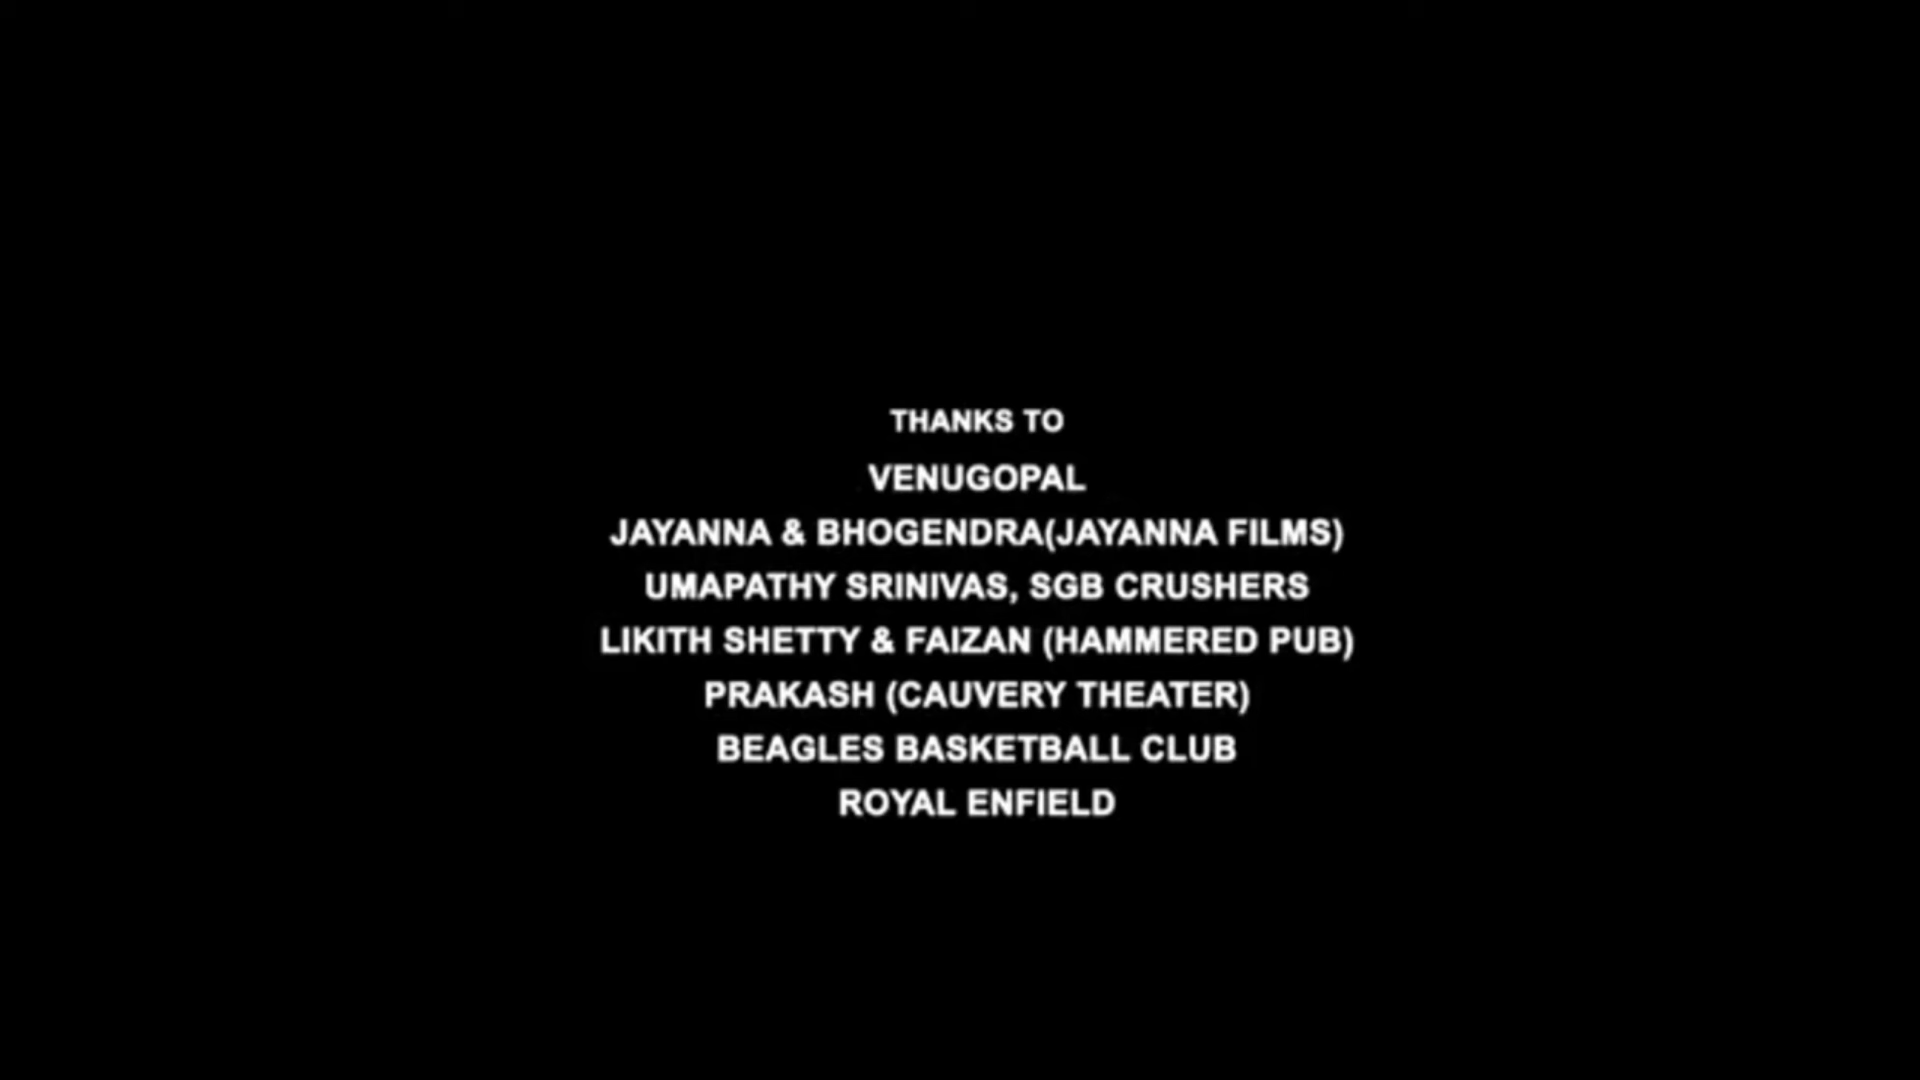 THANKS TO
VENUGOPAL
JAYANNA & BHOGENDRA(JAYANNA FILMS)
UMAPATHY SRINIVAS, SGB CRUSHERS
LIKITH SHETTY & FAIZAN (HAMMERED PUB)
PRAKASH (CAUVERY THEATER)
BEAGLES BASKETBALL CLUB
ROYAL ENFIELD